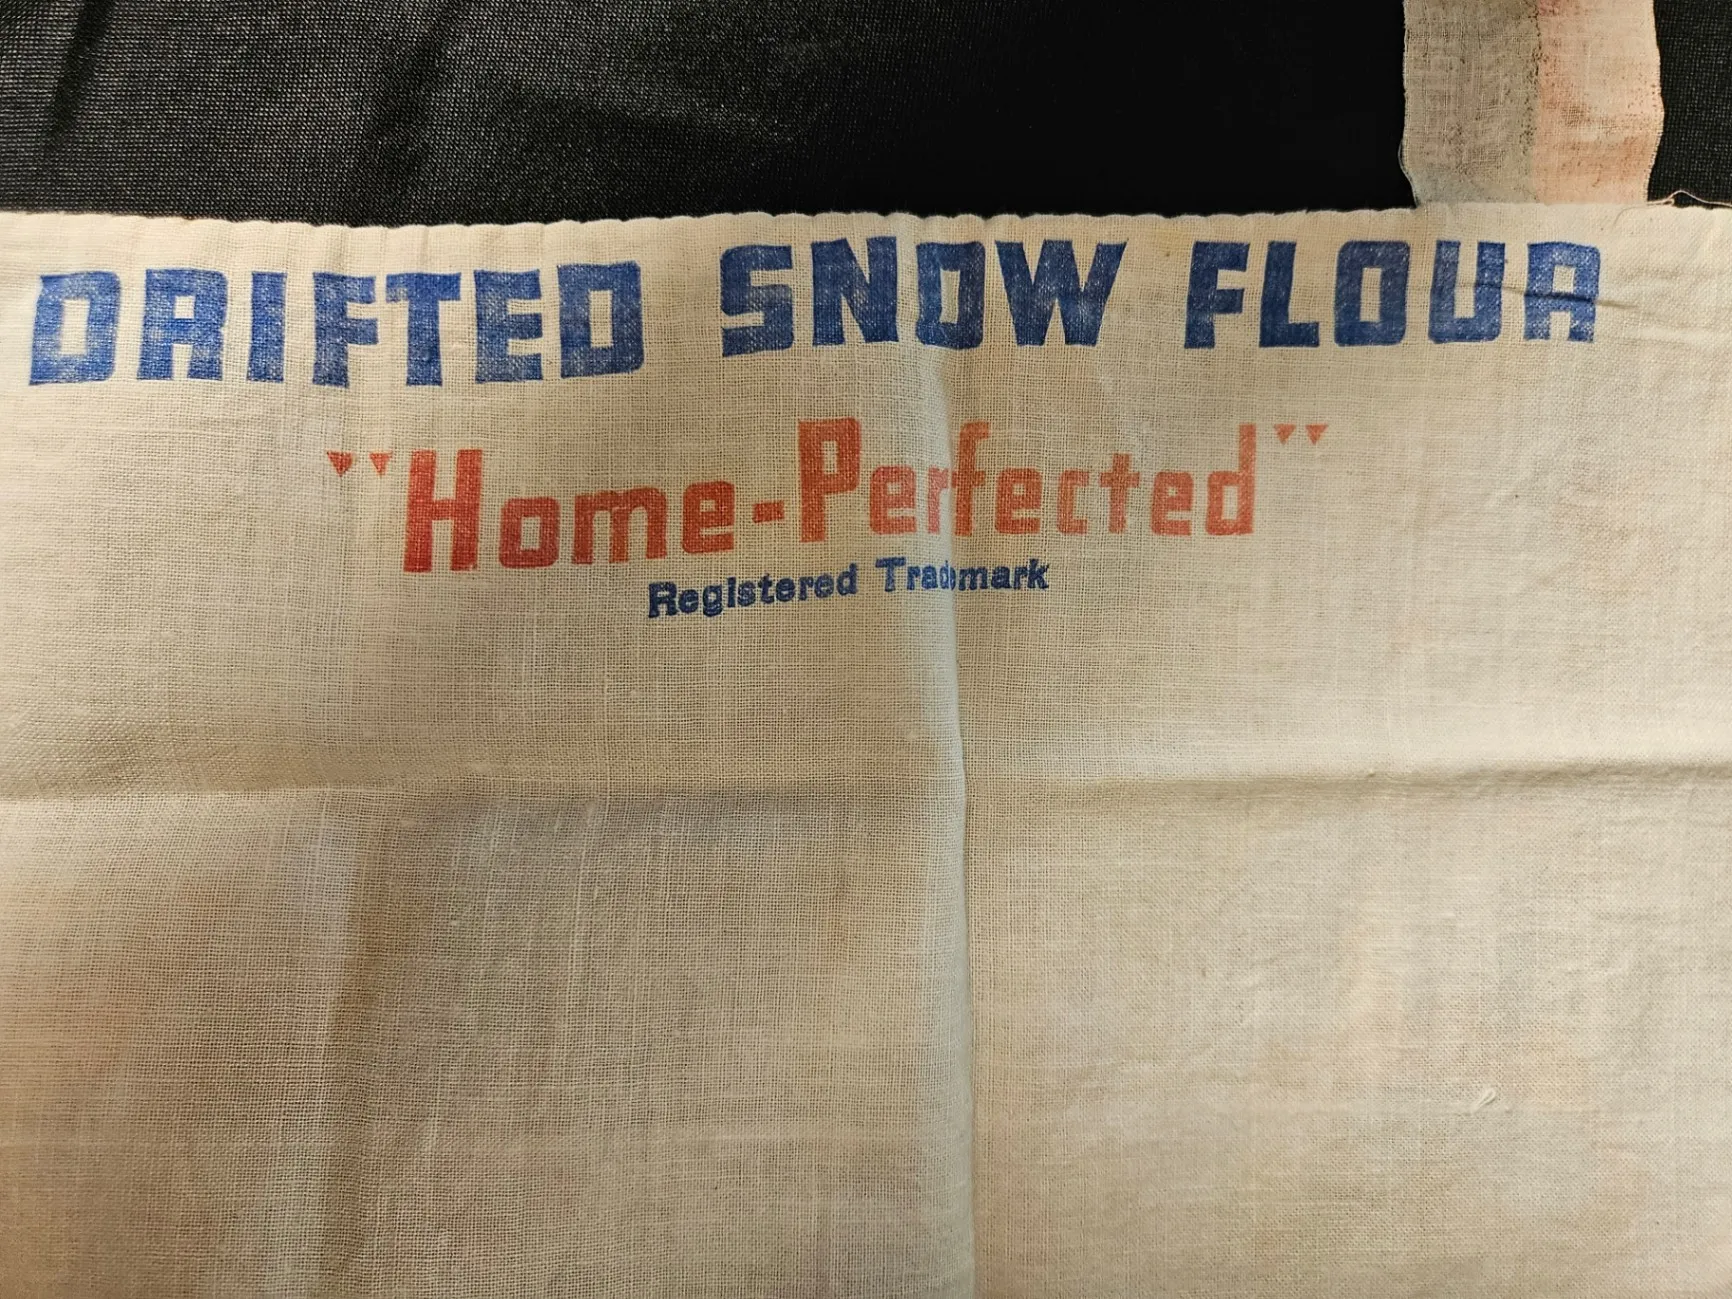 DRIFTED SNOW FLOUR
"Home-Perfected"
Registered Trademark